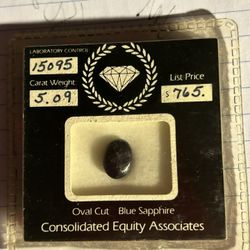 LABORATORY CONTROL
15095
Carat Weight
5.09
List Price
$765.
Oval Cut Blue Sapphire
Consolidated Equity Associates